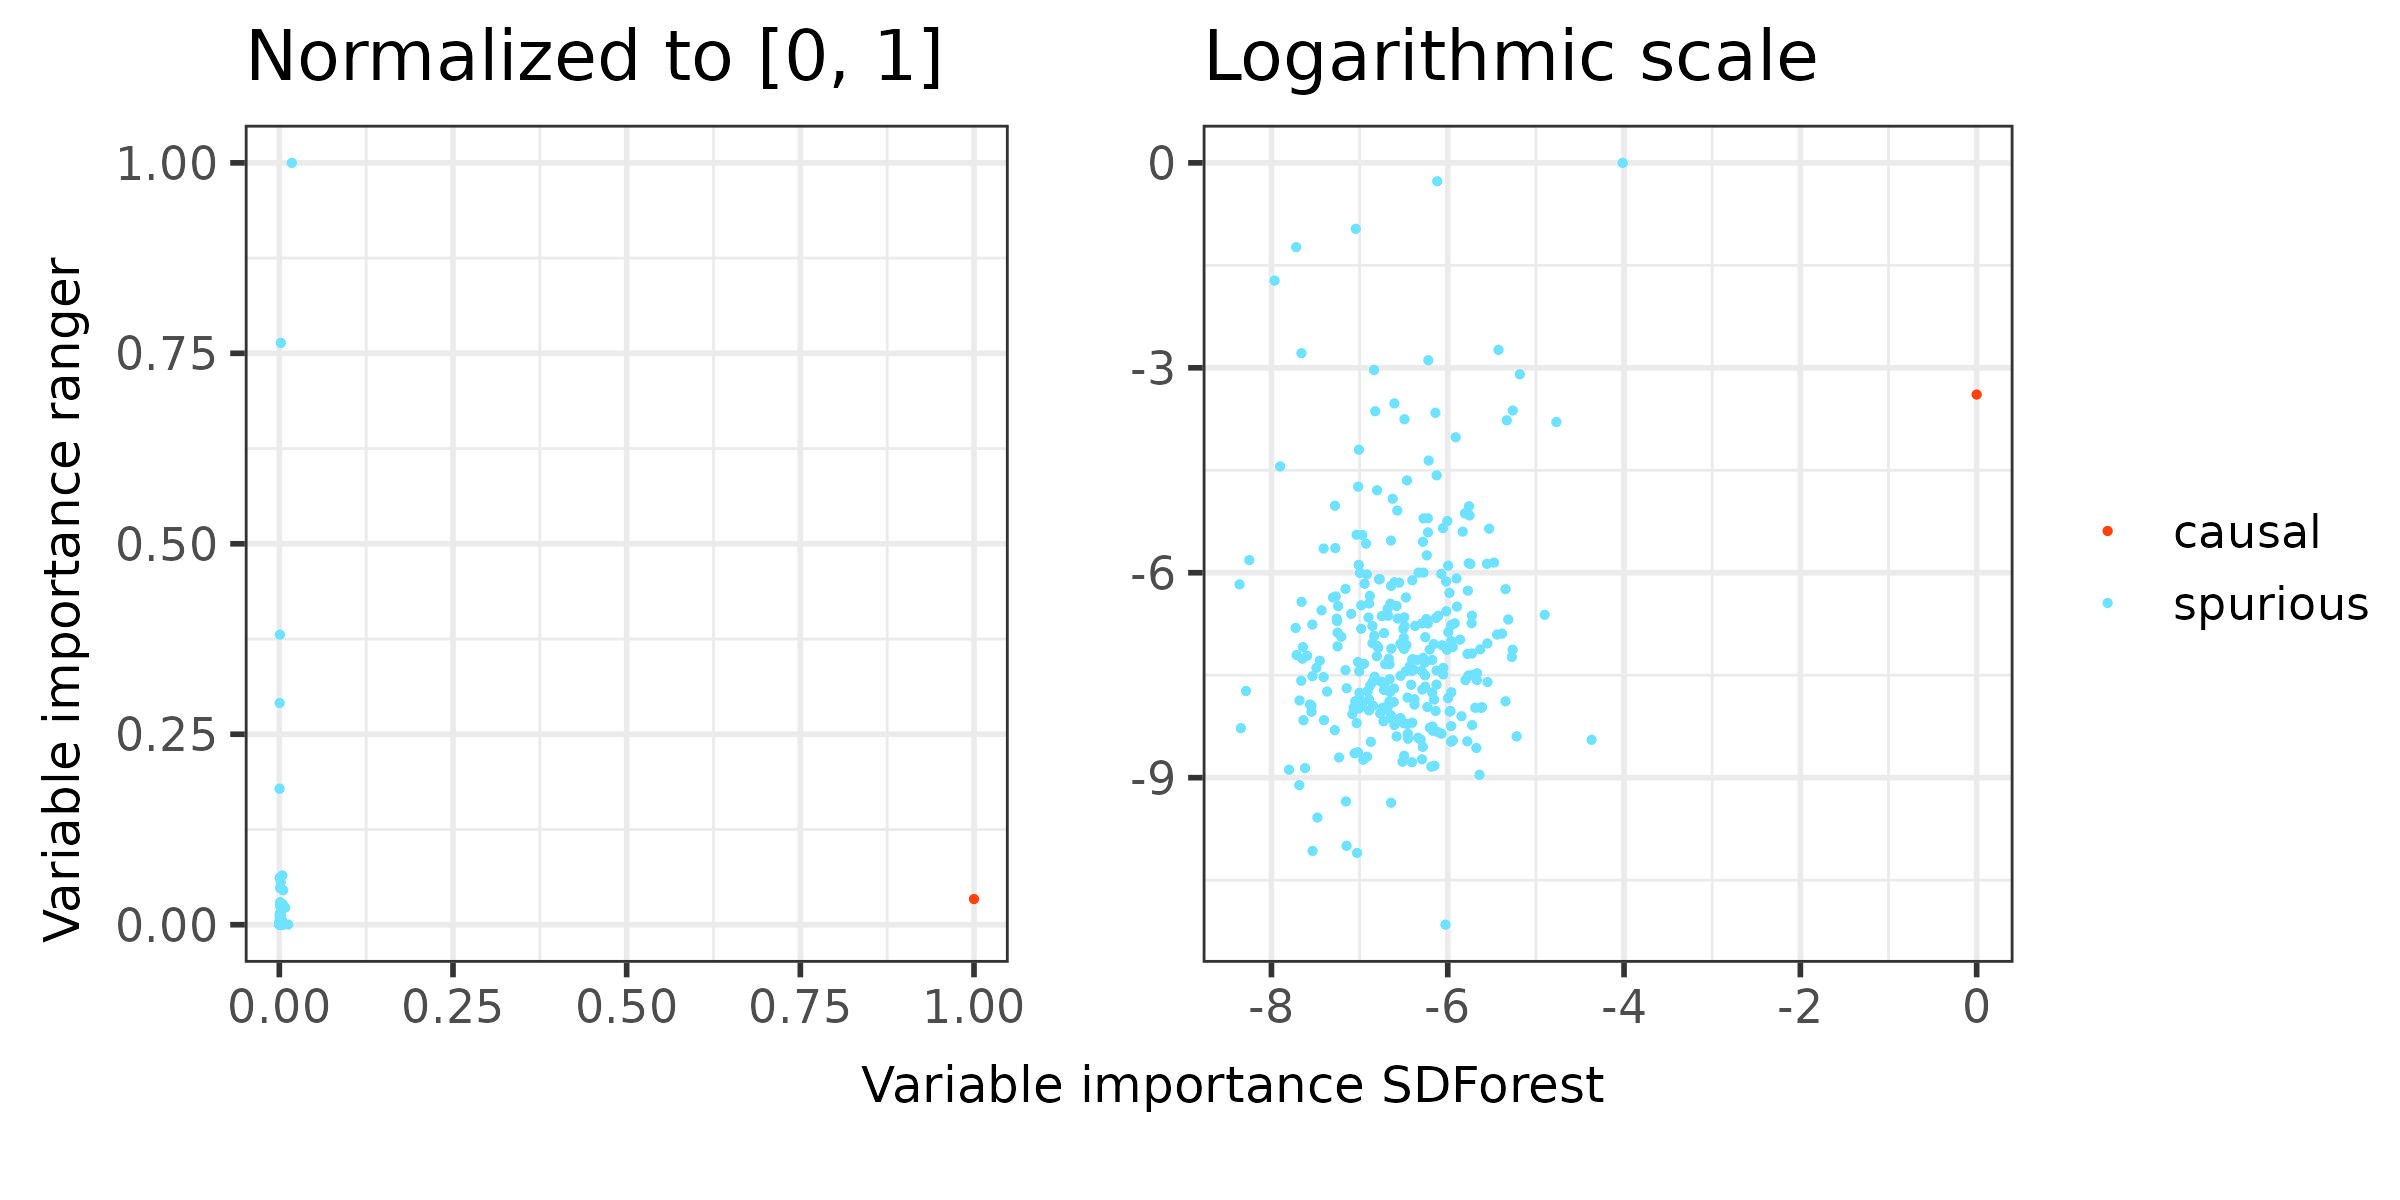 Normalized to [0, 1]
Logarithmic scale
Variable importance ranger
1.00
0.75
0.50
0.25
0.00
0.00 0.25 0.50 0.75 1.00
0
-3
-6
-9
-8 -6 -4 -2 0
causal
spurious
Variable importance SDForest